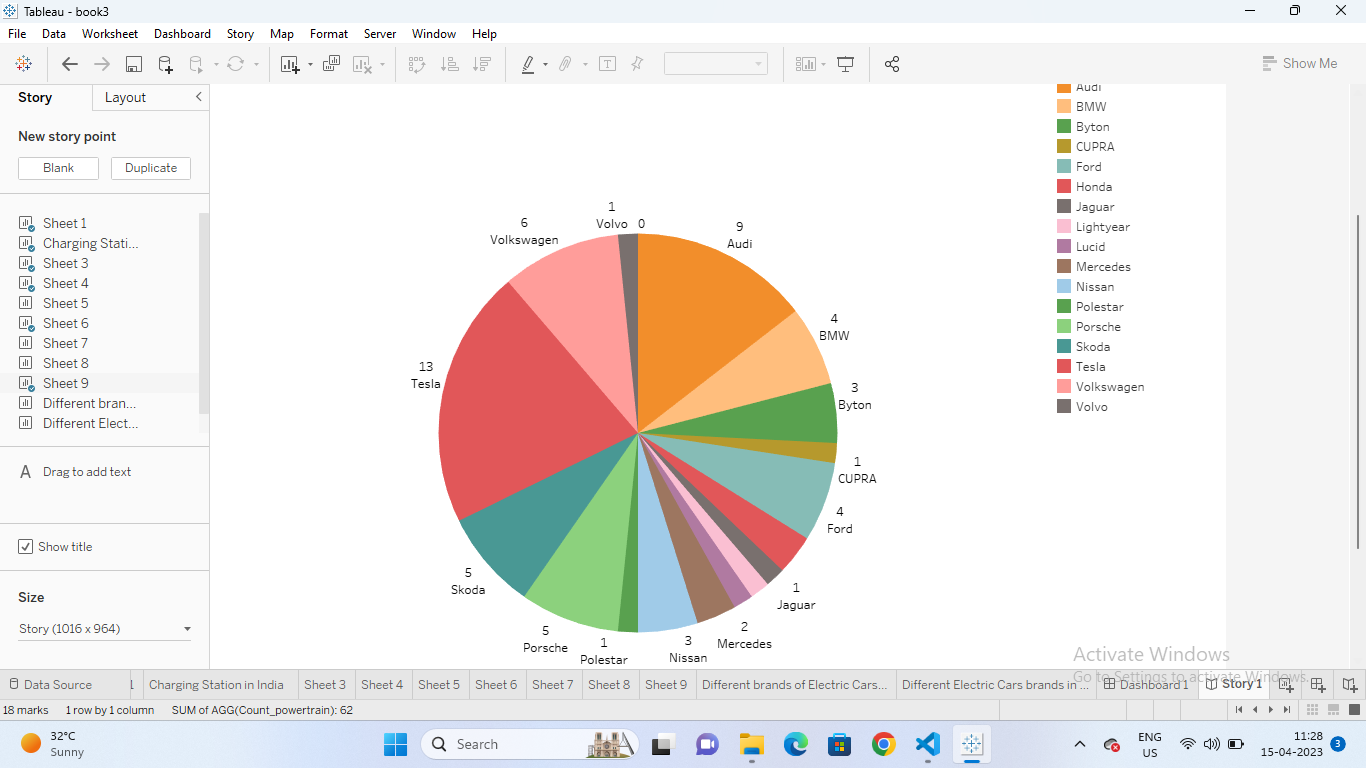 Tableau - book3
File Data Worksheet Dashboard Story Map Format Server Window Help
Show Me
Story Layout
New story point
Blank Duplicate
Sheet 1
Charging Stati...
Sheet 3
Sheet 4
Sheet 5
Sheet 6
Sheet 7
Sheet 8
Sheet 9
Different bran...
Different Elect...
A Drag to add text
Show title
Size
Story (1016 x 964)
0
9
Audi
4
BMW
3
Byton
1
CUPRA
4
Ford
1
Jaguar
2
Mercedes
3
Nissan
1
Polestar
5
Porsche
5
Skoda
13
Tesla
6
Volkswagen
1
Volvo
Audi
BMW
Byton
CUPRA
Ford
Honda
Jaguar
Lightyear
Lucid
Mercedes
Nissan
Polestar
Porsche
Skoda
Tesla
Volkswagen
Volvo
Activate Windows
Go to Settings to activate Windows.
Data Source 1 Charging Station in India Sheet 3 Sheet 4 Sheet 5 Sheet 6 Sheet 7 Sheet 8 Sheet 9 Different brands of Electric Cars... Different Electric Cars brands in ... Dashboard 1 Story 1
18 marks 1 row by 1 column SUM of AGG(Count_powertrain): 62
32°C
Sunny
Search
ENG
US
11:28
15-04-2023
3